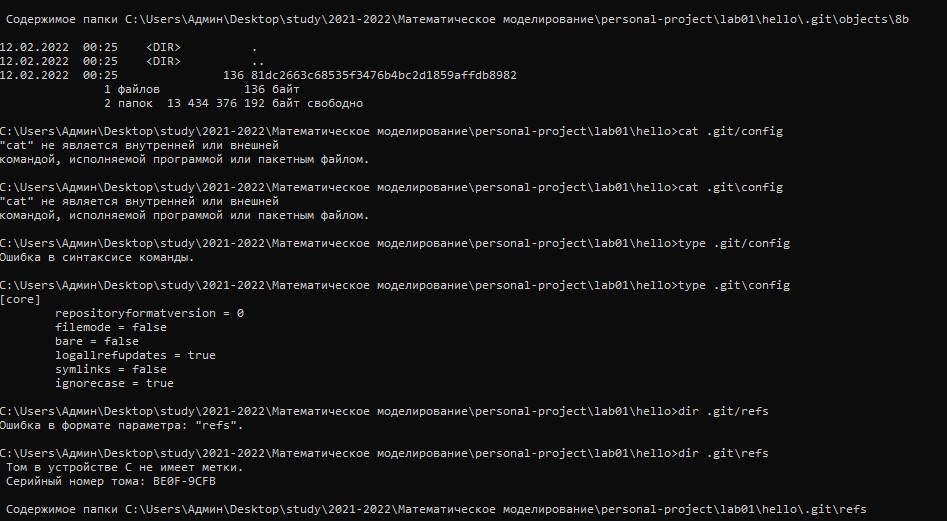 Содержимое папки C:\Users\Админ\Desktop\study\2021-2022\Математическое моделирование\personal-project\lab01\hello\.git\objects\8b
12.02.2022  00:25    <DIR>          .
12.02.2022  00:25    <DIR>          ..
12.02.2022  00:25               136 81dc2663c68535f3476b4bc2d1859affdb8982
1 файлов            136 байт
2 папок  13 434 376 192 байт свободно
C:\Users\Админ\Desktop\study\2021-2022\Математическое моделирование\personal-project\lab01\hello>cat .git/config
"cat" не является внутренней или внешней
командой, исполняемой программой или пакетным файлом.
C:\Users\Админ\Desktop\study\2021-2022\Математическое моделирование\personal-project\lab01\hello>cat .git\config
"cat" не является внутренней или внешней
командой, исполняемой программой или пакетным файлом.
C:\Users\Админ\Desktop\study\2021-2022\Математическое моделирование\personal-project\lab01\hello>type .git/config
Ошибка в синтаксисе команды.
C:\Users\Админ\Desktop\study\2021-2022\Математическое моделирование\personal-project\lab01\hello>type .git\config
[core]
repositoryformatversion = 0
filemode = false
bare = false
logallrefupdates = true
symlinks = false
ignorecase = true
C:\Users\Админ\Desktop\study\2021-2022\Математическое моделирование\personal-project\lab01\hello>dir .git/refs
Ошибка в формате параметра: "refs".
C:\Users\Админ\Desktop\study\2021-2022\Математическое моделирование\personal-project\lab01\hello>dir .git\refs
Том в устройстве C не имеет метки.
Серийный номер тома: BE0F-9CFB
Содержимое папки C:\Users\Админ\Desktop\study\2021-2022\Математическое моделирование\personal-project\lab01\hello\.git\refs